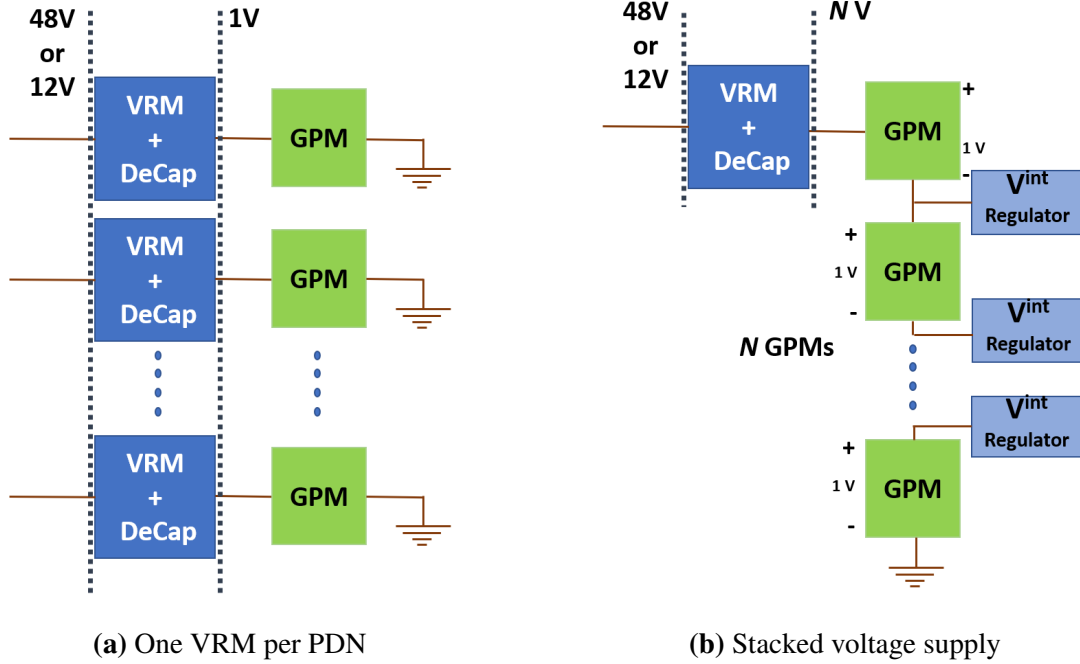 48V
or
12V
1V
VRM
+
DeCap
GPM
VRM
+
DeCap
GPM
VRM
+
DeCap
GPM
(a) One VRM per PDN
48V
or
12V
N V
VRM
+
DeCap
GPM
+
1 V
-
Vint
Regulator
+
1 V
-
GPM
Vint
Regulator
N GPMs
Vint
Regulator
+
1 V
-
GPM
(b) Stacked voltage supply